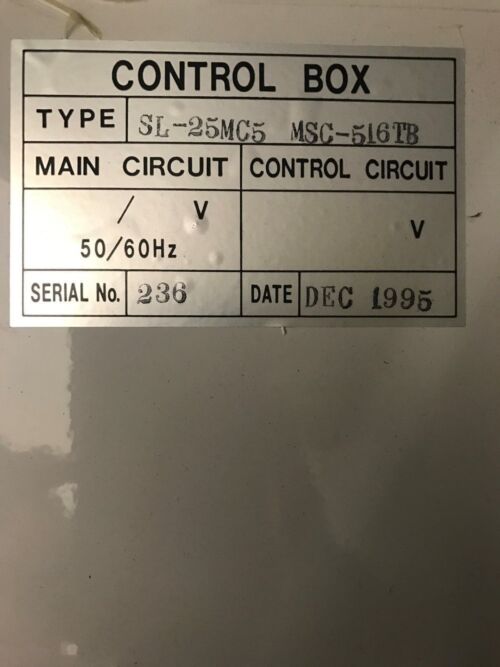 CONTROL BOX
TYPE SL-25MC5 MSC-516TB
MAIN CIRCUIT CONTROL CIRCUIT
/ V
V
50/60Hz
SERIAL No. 236 DATE DEC 1995